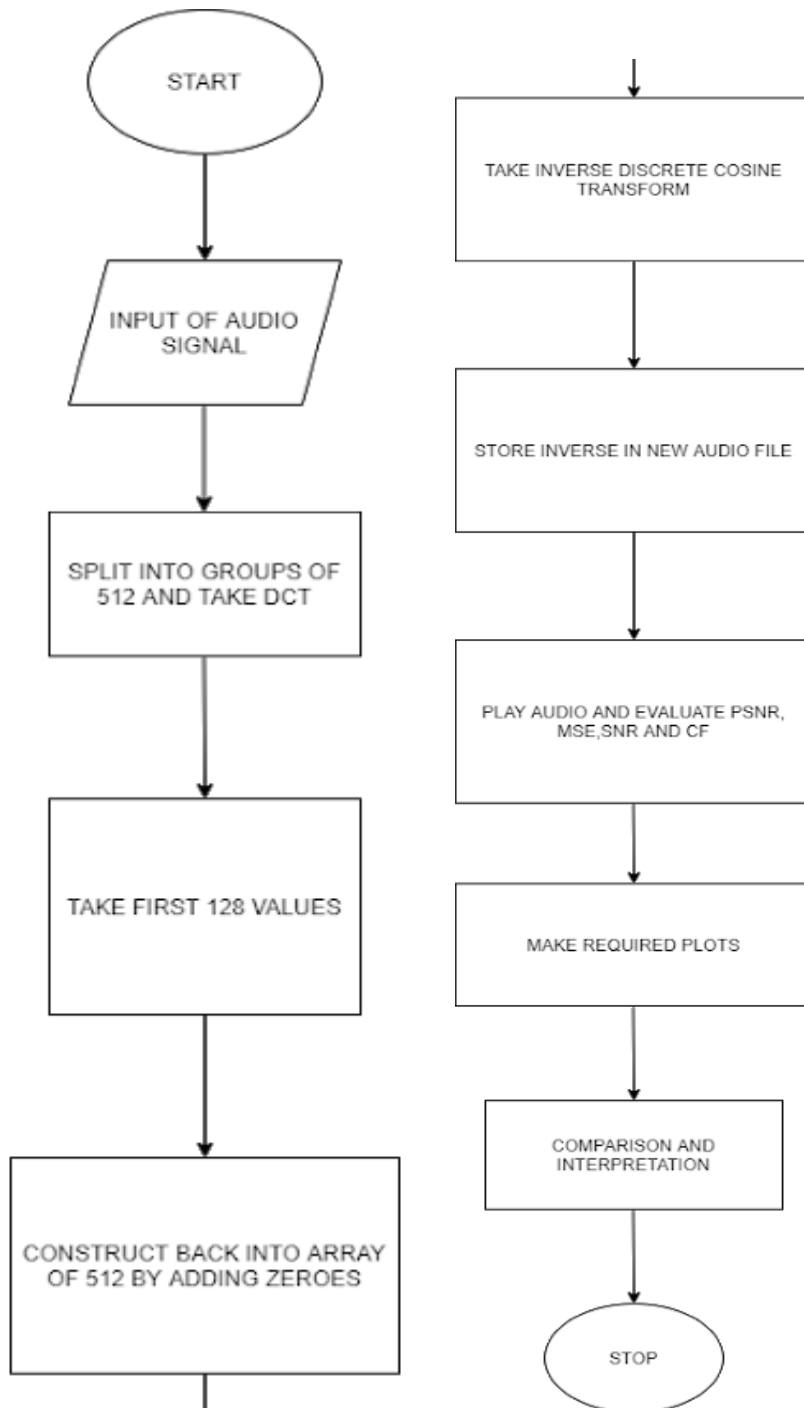 START
INPUT OF AUDIO
SIGNAL
SPLIT INTO GROUPS OF
512 AND TAKE DCT
TAKE FIRST 128 VALUES
CONSTRUCT BACK INTO ARRAY
OF 512 BY ADDING ZEROES
TAKE INVERSE DISCRETE COSINE
TRANSFORM
STORE INVERSE IN NEW AUDIO FILE
PLAY AUDIO AND EVALUATE PSNR,
MSE,SNR AND CF
MAKE REQUIRED PLOTS
COMPARISON AND
INTERPRETATION
STOP